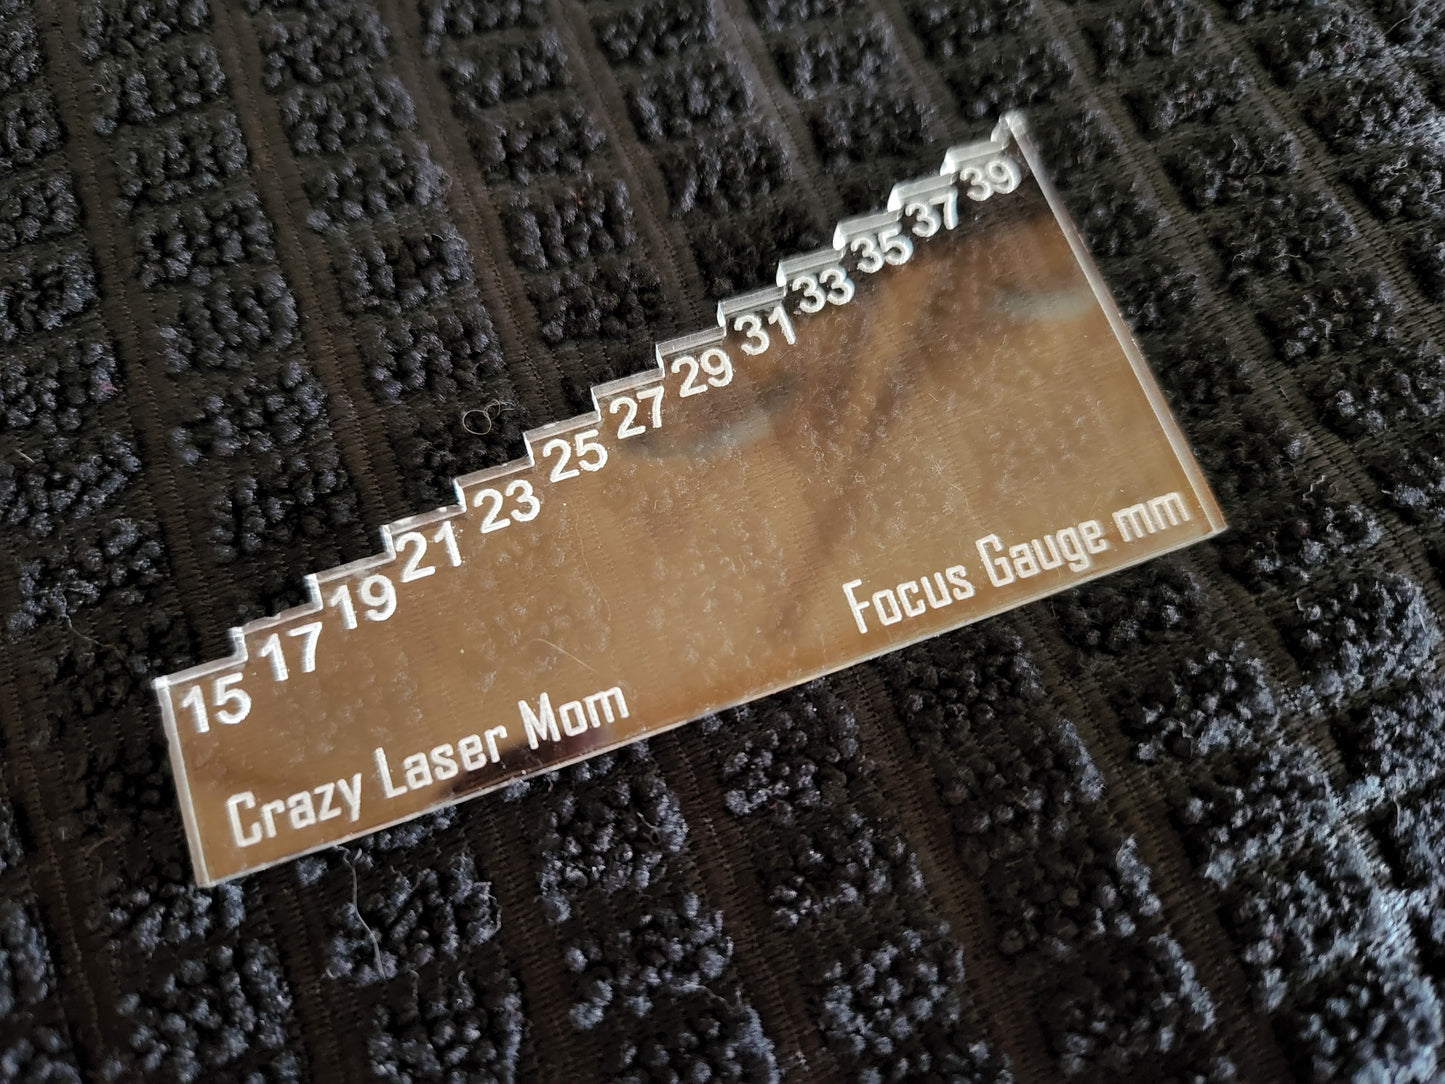 15 17 19 21 23 25 27 29 31 33 35 37 39
Focus Gauge mm
Crazy Laser Mom